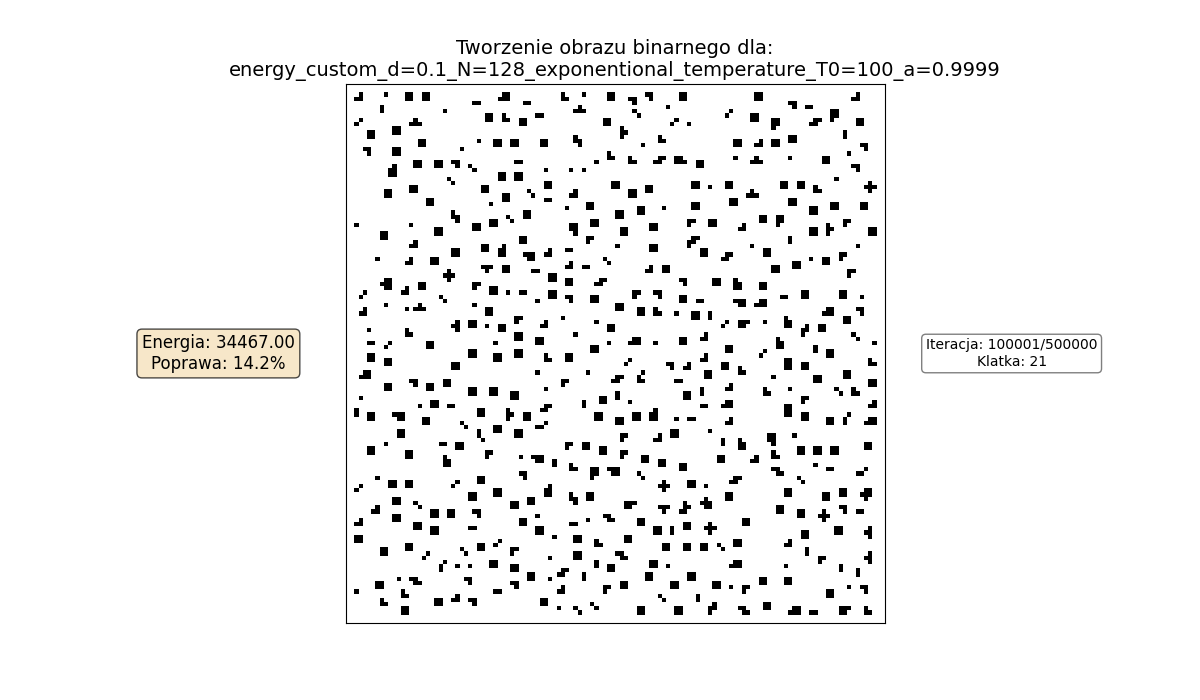 Tworzenie obrazu binarnego dla:
energy_custom_d=0.1_N=128_exponentional_temperature_T0=100_a=0.9999
Energia: 34467.00
Poprawa: 14.2%
Iteracja: 100001/500000
Klatka: 21